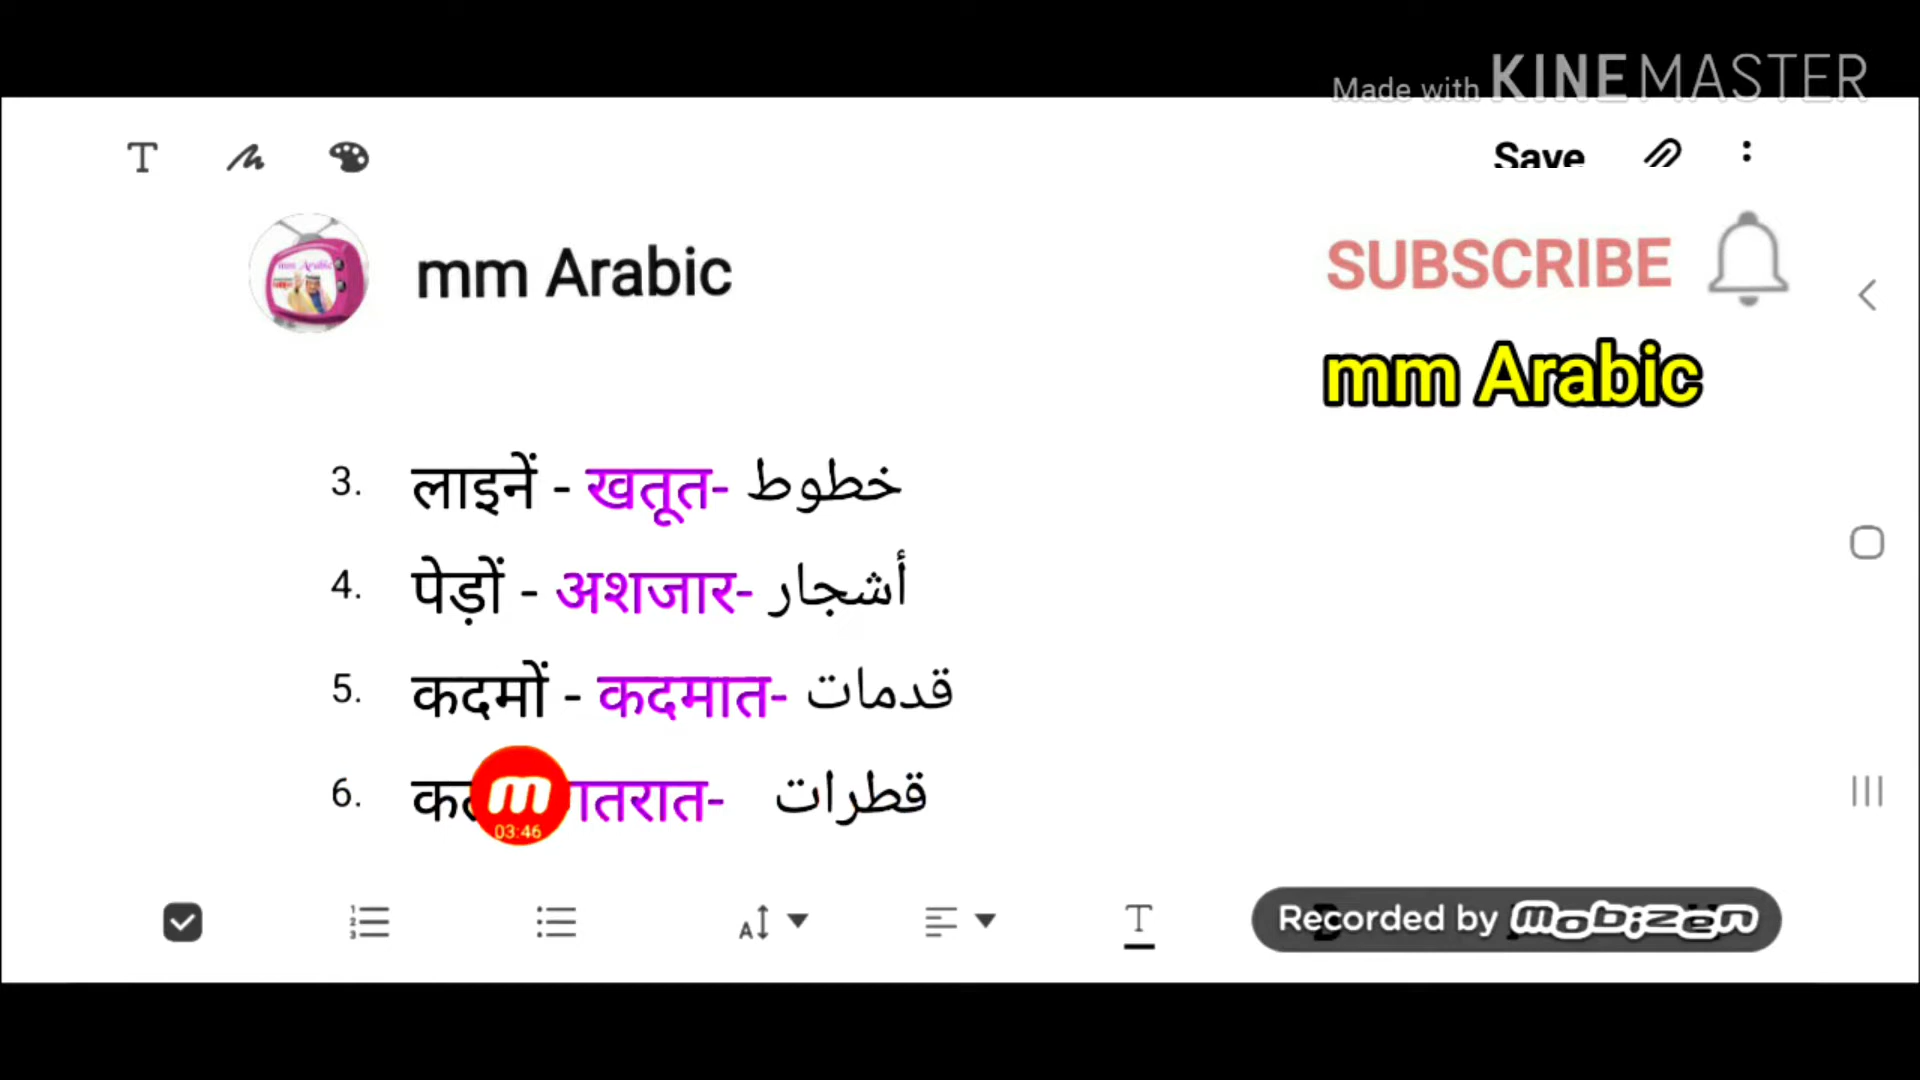 Made with KINEMASTER
Save
mm Arabic
SUBSCRIBE
mm Arabic
3. लाइनें - खतूत- خطوط
4. पेड़ों - अशजार- أشجار
5. कदमों - कदमात- قدمات
6. قطرات
03:46
Recorded by mobizen